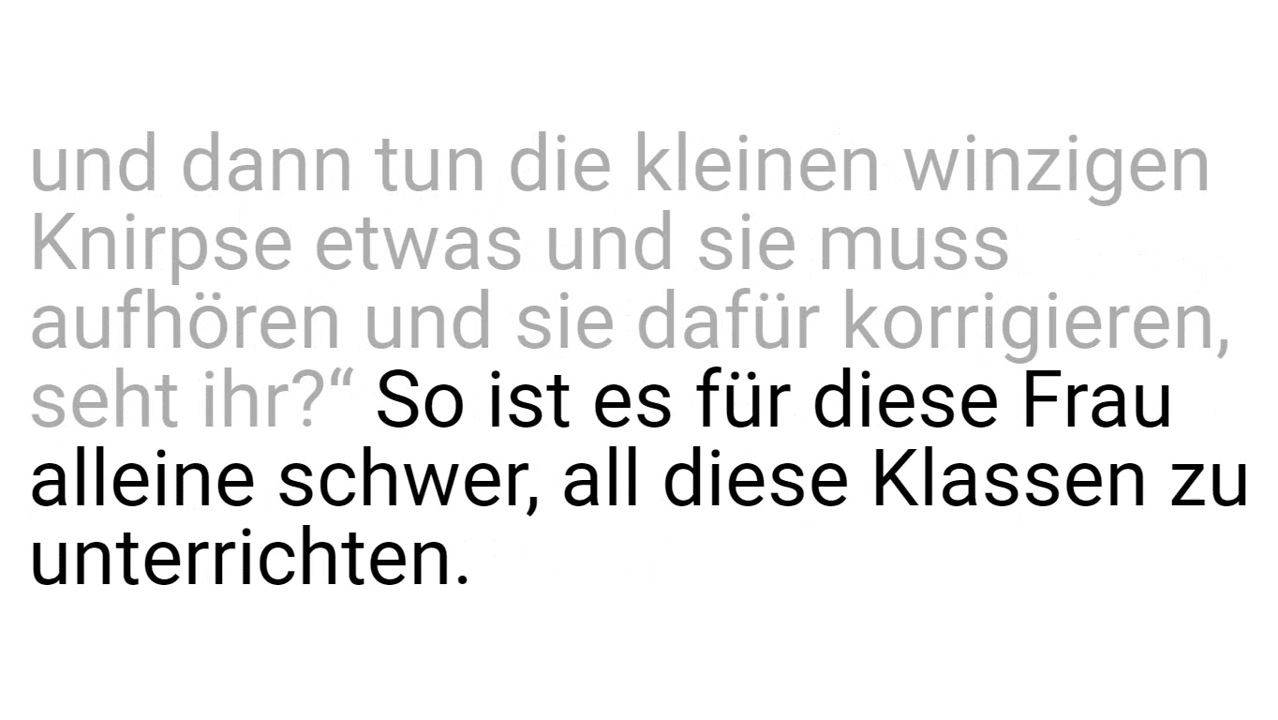 und dann tun die kleinen winzigen
Knirpse etwas und sie muss
aufhören und sie dafür korrigieren,
seht ihr?“ So ist es für diese Frau
alleine schwer, all diese Klassen zu
unterrichten.